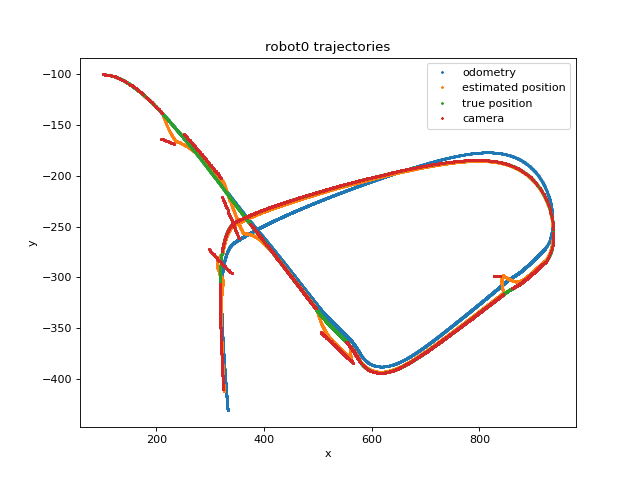 robot0 trajectories
odometry
estimated position
true position
camera
−100
−150
−200
−250
−300
−350
−400
y
200
400
600
800
x